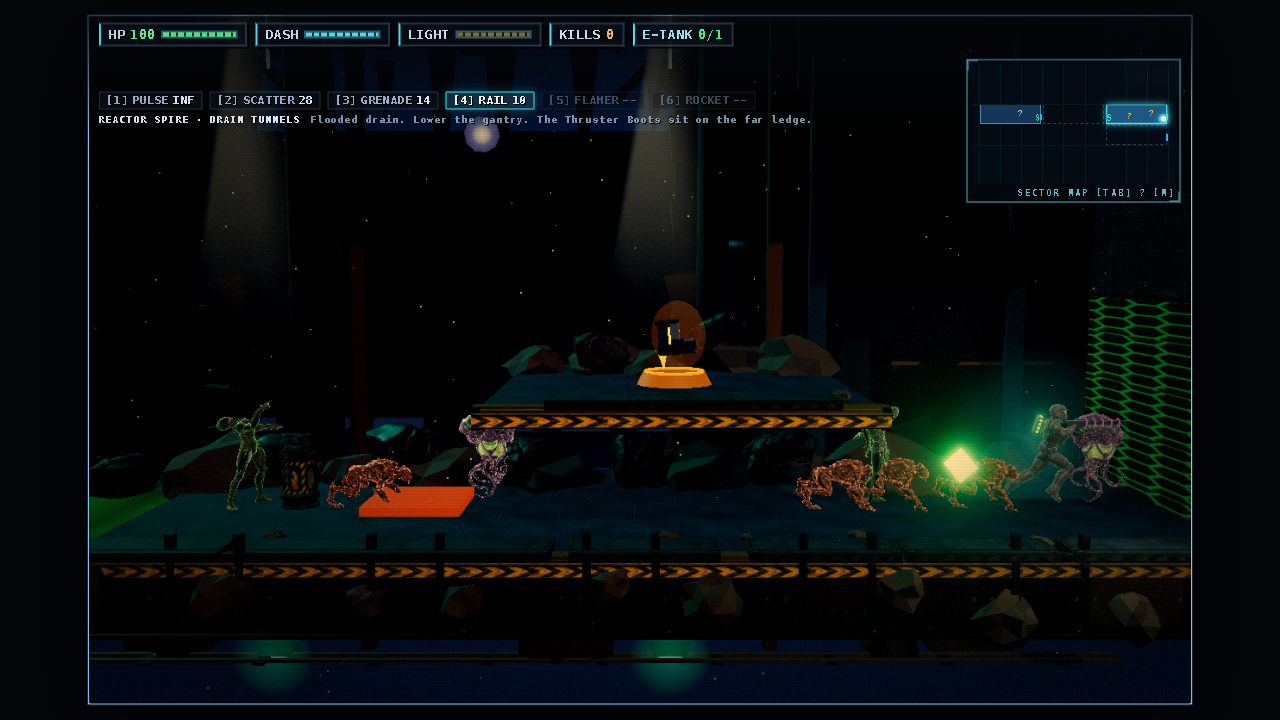 HP 100 DASH LIGHT KILLS 0 E-TANK 0/1
[1] PULSE INF [2] SCATTER 28 [3] GRENADE 14 [4] RAIL 10 [5] FLAMER -- [6] ROCKET --
REACTOR SPIRE · DRAIN TUNNELS Flooded drain. Lower the gantry. The Thruster Boots sit on the far ledge.
? S S ? ?
SECTOR MAP [TAB] ? [M]